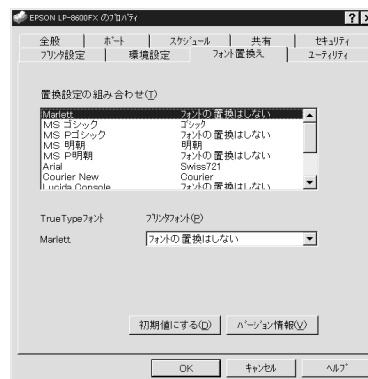 EPSON LP-8600FX のプロパティ
全般 ポート スケジュール 共有 セキュリティ
プリンタ設定 環境設定 フォント置換え ユーティリティ
置換設定の組み合わせ(T)
Marlett フォントの置換はしない
MS ゴシック ゴシック
MS Pゴシック フォントの置換はしない
MS 明朝 明朝
MS P明朝 フォントの置換はしない
Arial Swiss721
Courier New Courier
Lucida Console フォントの置換はしない
TrueTypeフォント プリンタフォント(P)
Marlett フォントの置換はしない
初期値にする(D) バージョン情報(V)
OK キャンセル ヘルプ